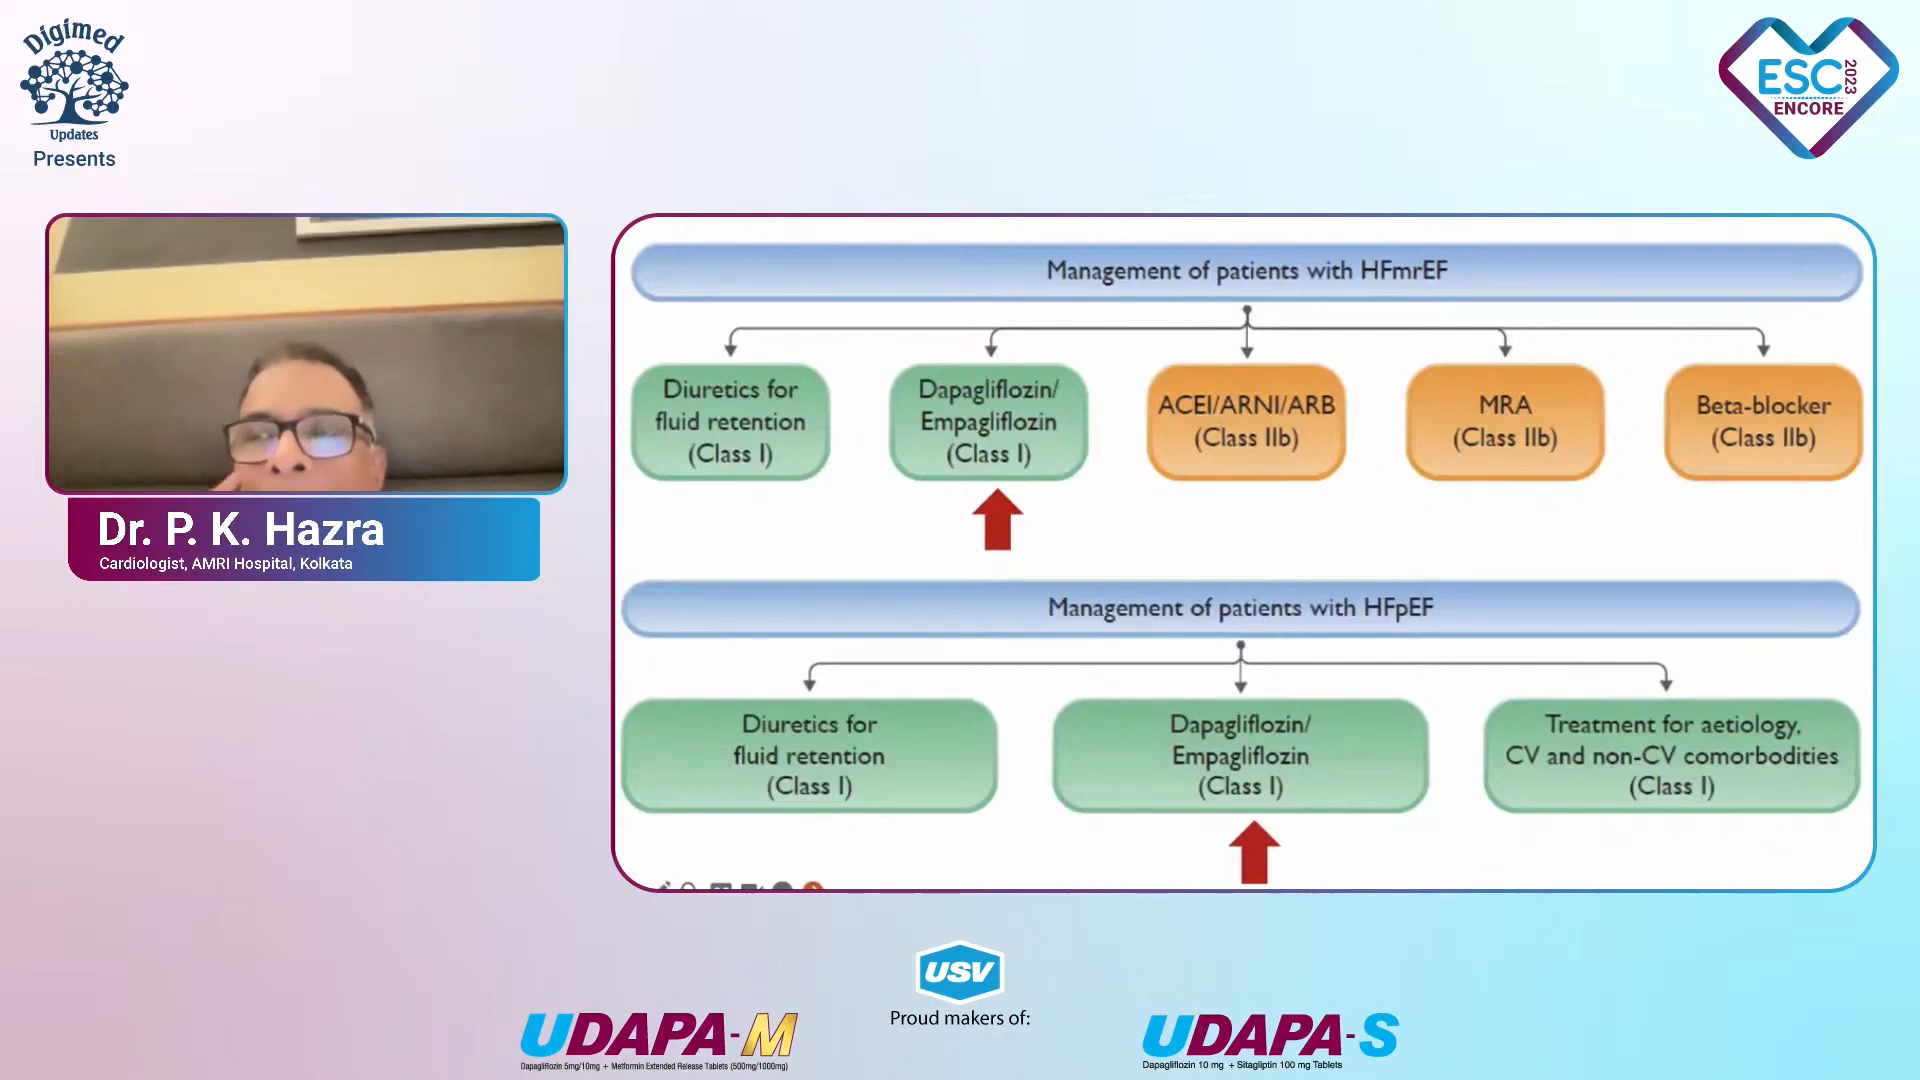 Digimed
Updates
Presents
ESC 2023
ENCORE
Dr. P. K. Hazra
Cardiologist, AMRI Hospital, Kolkata
Management of patients with HFmrEF
Diuretics for
fluid retention
(Class I)
Dapagliflozin/
Empagliflozin
(Class I)
ACEI/ARNI/ARB
(Class IIb)
MRA
(Class IIb)
Beta-blocker
(Class IIb)
Management of patients with HFpEF
Diuretics for
fluid retention
(Class I)
Dapagliflozin/
Empagliflozin
(Class I)
Treatment for aetiology,
CV and non-CV comorbodities
(Class I)
USV
Proud makers of:
UDAPA-M
Dapagliflozin 5mg/10mg + Metformin Extended Release Tablets (500mg/1000mg)
UDAPA-S
Dapagliflozin 10 mg + Sitagliptin 100 mg Tablets